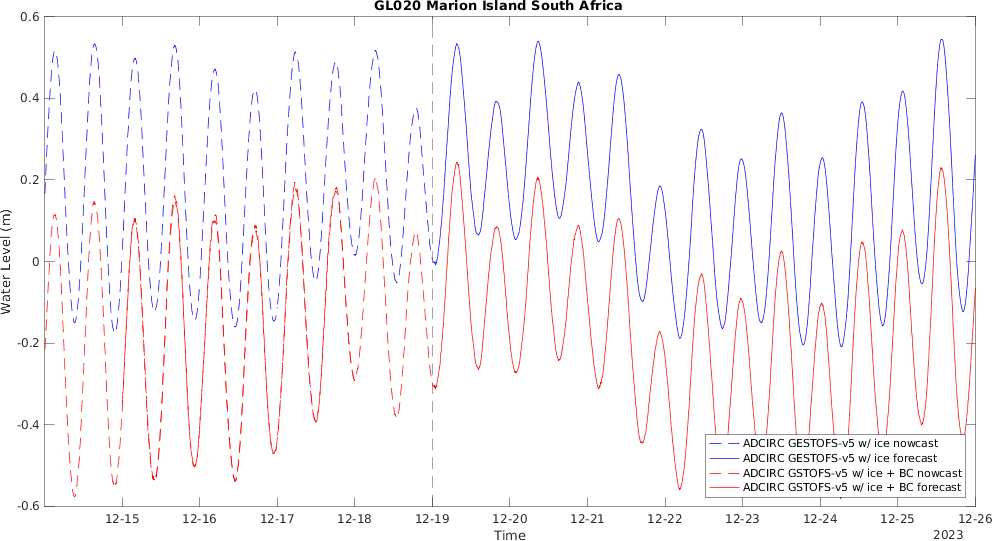 GL020 Marion Island South Africa
Water Level (m)
0.6
0.4
0.2
0
-0.2
-0.4
-0.6
ADCIRC GESTOFS-v5 w/ ice nowcast
ADCIRC GESTOFS-v5 w/ ice forecast
ADCIRC GSTOFS-v5 w/ ice + BC nowcast
ADCIRC GSTOFS-v5 w/ ice + BC forecast
12-15 12-16 12-17 12-18 12-19 12-20 12-21 12-22 12-23 12-24 12-25 12-26
Time
2023